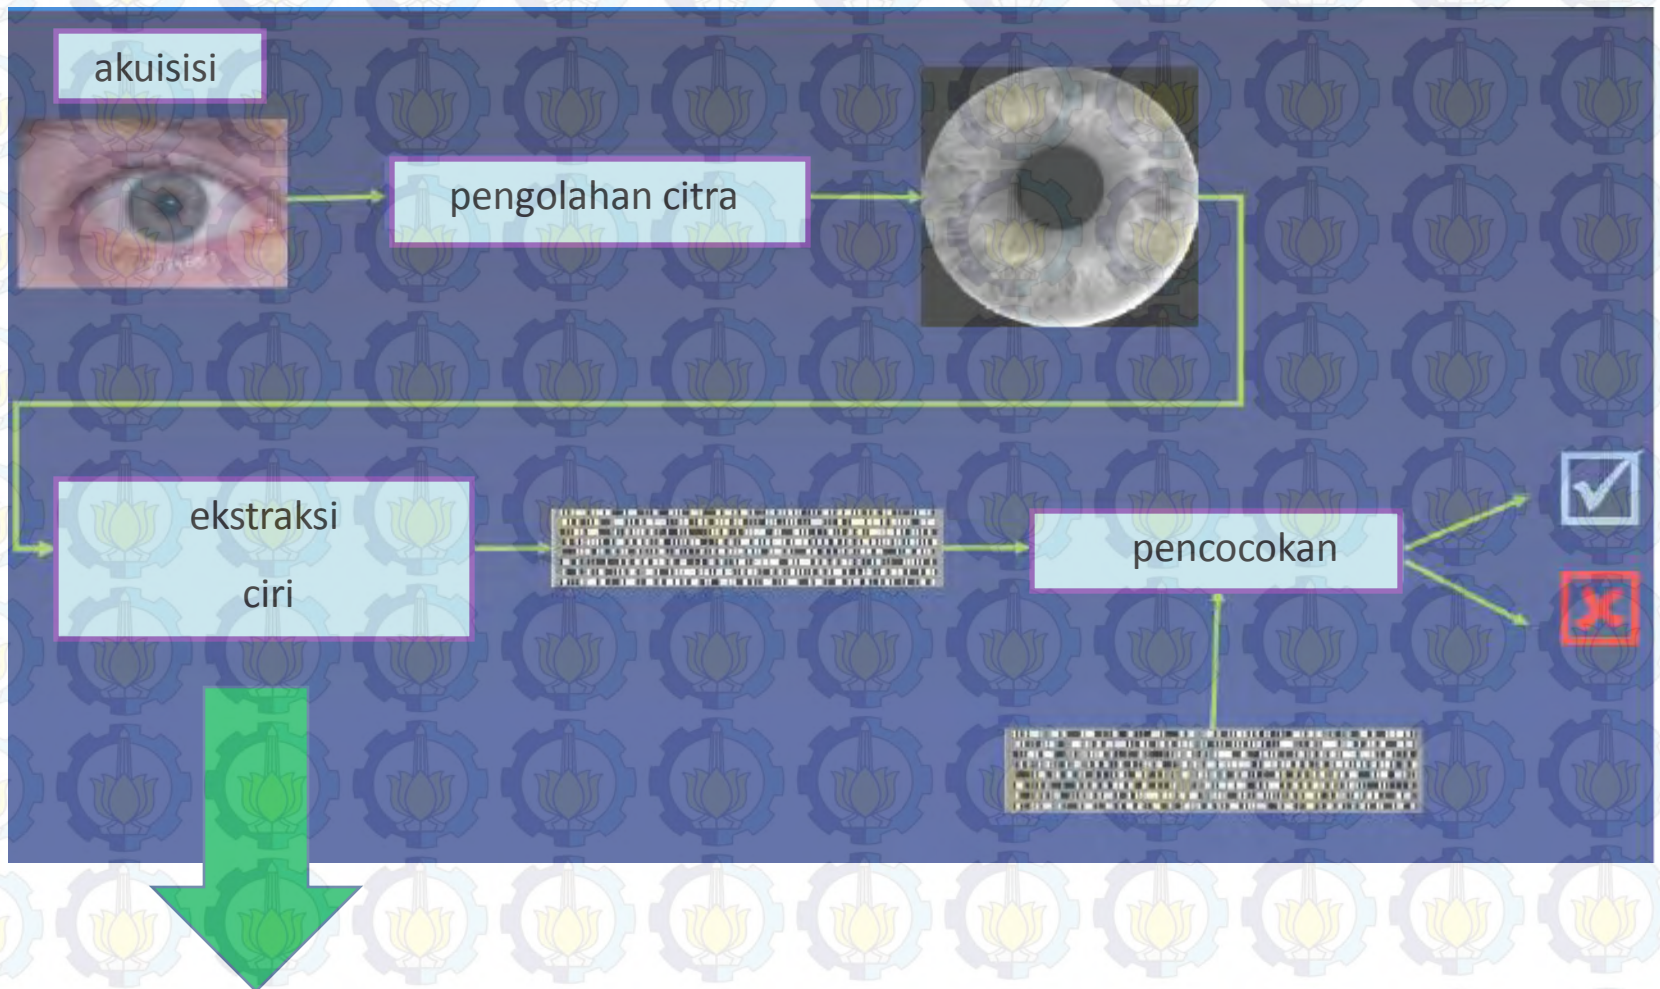 akuisisi
pengolahan citra
ekstraksi
ciri
pencocokan